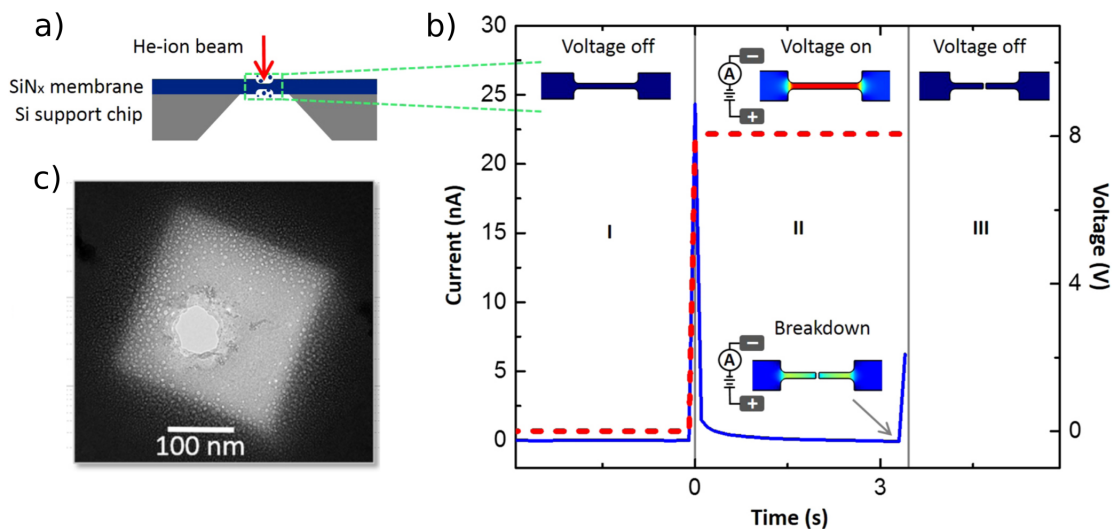 a)
He-ion beam
SiNx membrane
Si support chip
c)
100 nm
b)
30
25
20
15
10
5
0
Current (nA)
Voltage off
Voltage on
Voltage off
A
−
+
I
II
III
Breakdown
A
−
+
8
4
0
Voltage (V)
0
3
Time (s)